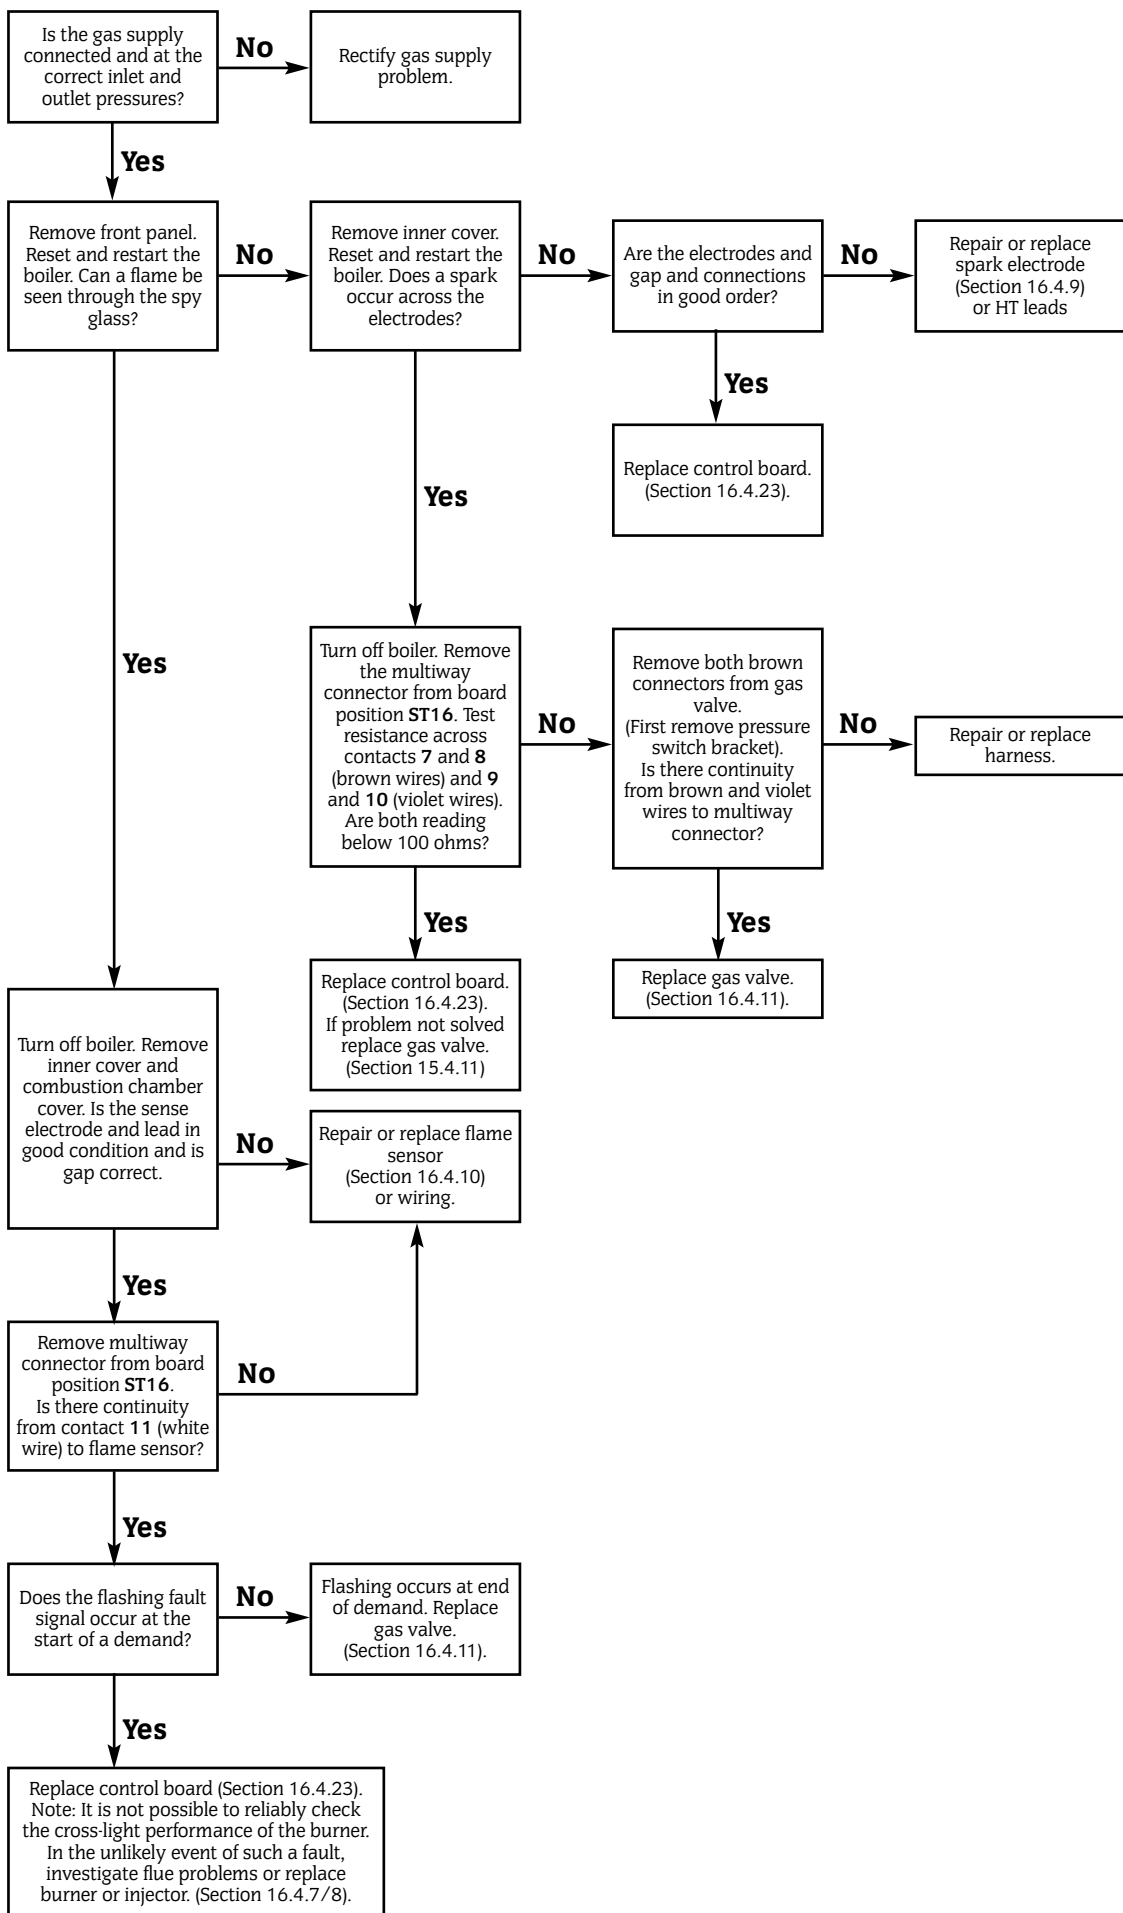 Is the gas supply
connected and at the
correct inlet and
outlet pressures?
No
Rectify gas supply
problem.
Yes
Remove front panel.
Reset and restart the
boiler. Can a flame be
seen through the spy
glass?
No
Remove inner cover.
Reset and restart the
boiler. Does a spark
occur across the
electrodes?
No
Are the electrodes and
gap and connections
in good order?
No
Repair or replace
spark electrode
(Section 16.4.9)
or HT leads
Yes
Replace control board.
(Section 16.4.23).
Yes
Turn off boiler. Remove
the multiway
connector from board
position ST16. Test
resistance across
contacts 7 and 8
(brown wires) and 9
and 10 (violet wires).
Are both reading
below 100 ohms?
No
Remove both brown
connectors from gas
valve.
(First remove pressure
switch bracket).
Is there continuity
from brown and violet
wires to multiway
connector?
No
Repair or replace
harness.
Yes
Replace gas valve.
(Section 16.4.11).
Yes
Replace control board.
(Section 16.4.23).
If problem not solved
replace gas valve.
(Section 15.4.11)
Yes
Turn off boiler. Remove
inner cover and
combustion chamber
cover. Is the sense
electrode and lead in
good condition and is
gap correct.
No
Repair or replace flame
sensor
(Section 16.4.10)
or wiring.
Yes
Remove multiway
connector from board
position ST16.
Is there continuity
from contact 11 (white
wire) to flame sensor?
No
Yes
Does the flashing fault
signal occur at the
start of a demand?
No
Flashing occurs at end
of demand. Replace
gas valve.
(Section 16.4.11).
Yes
Replace control board (Section 16.4.23).
Note: It is not possible to reliably check
the cross-light performance of the burner.
In the unlikely event of such a fault,
investigate flue problems or replace
burner or injector. (Section 16.4.7/8).